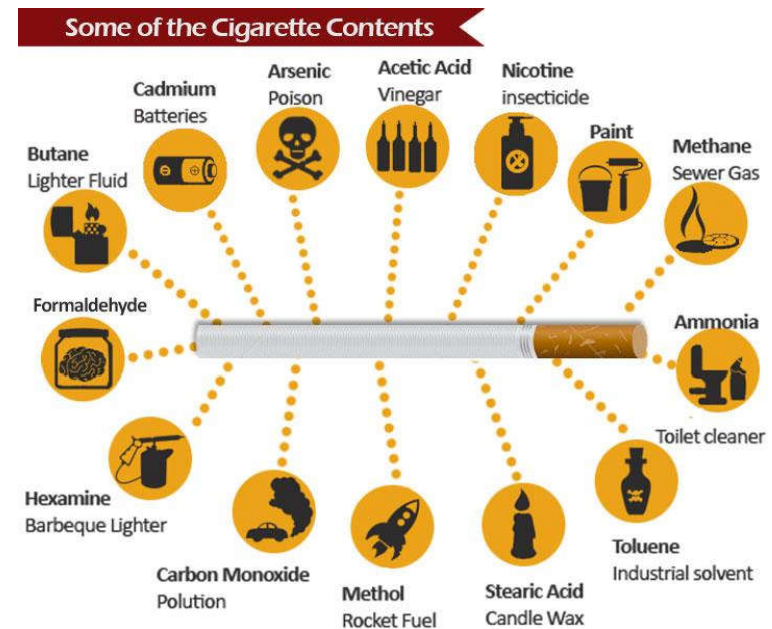 Some of the Cigarette Contents
Arsenic
Poison
Acetic Acid
Vinegar
Nicotine
insecticide
Cadmium
Batteries
Paint
Methane
Sewer Gas
Butane
Lighter Fluid
Formaldehyde
Ammonia
Toilet cleaner
Hexamine
Barbeque Lighter
Carbon Monoxide
Polution
Methol
Rocket Fuel
Stearic Acid
Candle Wax
Toluene
Industrial solvent